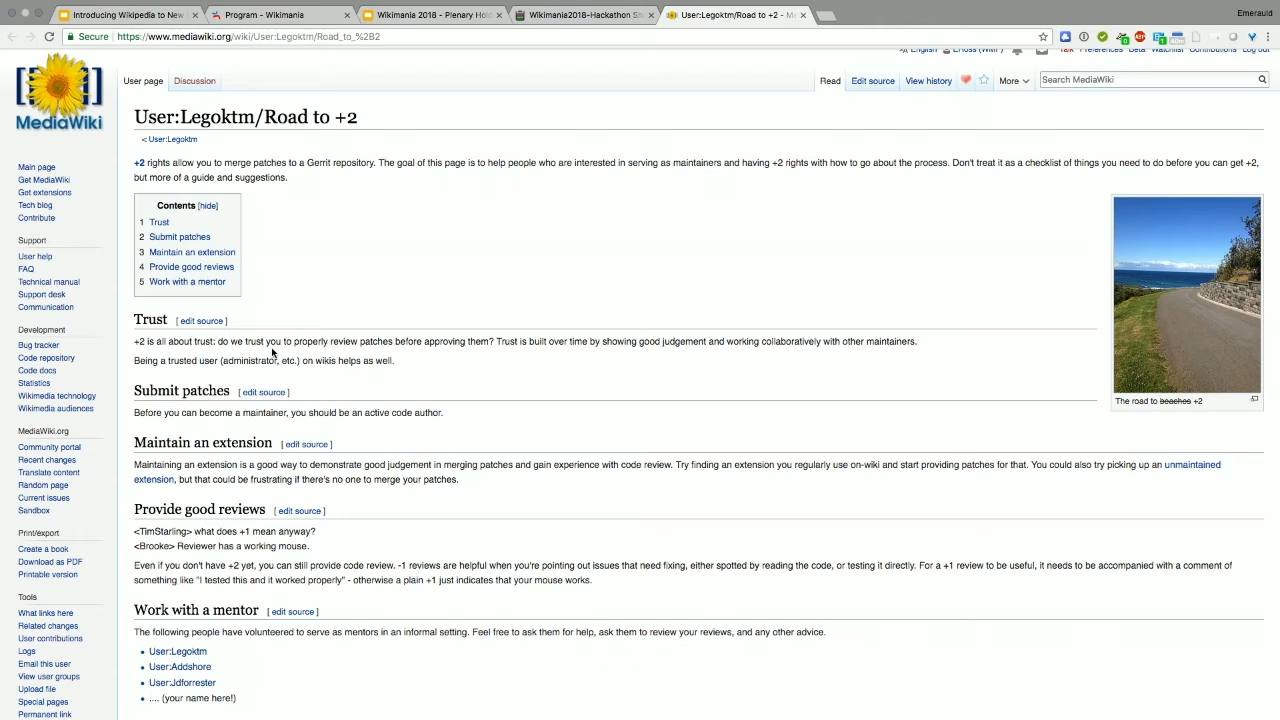 Introducing Wikipedia to New
Program - Wikimania
Wikimania 2018 - Plenary
Wikimania2018-Hackathon
User:Legoktm/Road to +2 - Me
Emerauld
Secure
https://www.mediawiki.org/wiki/User:Legoktm/Road_to_%2B2
English
Talk Preferences Beta Watchlist Contributions Log out
MediaWiki
User page
Discussion
Read
Edit source
View history
More
Search MediaWiki
User:Legoktm/Road to +2
< User:Legoktm
+2 rights allow you to merge patches to a Gerrit repository. The goal of this page is to help people who are interested in serving as maintainers and having +2 rights with how to go about the process. Don't treat it as a checklist of things you need to do before you can get +2,
but more of a guide and suggestions.
Contents [hide]
1 Trust
2 Submit patches
3 Maintain an extension
4 Provide good reviews
5 Work with a mentor
The road to beaches +2
Trust [ edit source ]
+2 is all about trust: do we trust you to properly review patches before approving them? Trust is built over time by showing good judgement and working collaboratively with other maintainers.
Being a trusted user (administrator, etc.) on wikis helps as well.
Submit patches [ edit source ]
Before you can become a maintainer, you should be an active code author.
Maintain an extension [ edit source ]
Maintaining an extension is a good way to demonstrate good judgement in merging patches and gain experience with code review. Try finding an extension you regularly use on-wiki and start providing patches for that. You could also try picking up an unmaintained
extension, but that could be frustrating if there's no one to merge your patches.
Provide good reviews [ edit source ]
<TimStarling> what does +1 mean anyway?
<Brooke> Reviewer has a working mouse.
Even if you don't have +2 yet, you can still provide code review. -1 reviews are helpful when you're pointing out issues that need fixing, either spotted by reading the code, or testing it directly. For a +1 review to be useful, it needs to be accompanied with a comment of
something like "I tested this and it worked properly" - otherwise a plain +1 just indicates that your mouse works.
Work with a mentor [ edit source ]
The following people have volunteered to serve as mentors in an informal setting. Feel free to ask them for help, ask them to review your reviews, and any other advice.
User:Legoktm
User:Addshore
User:Jdforrester
.... (your name here!)
Main page
Get MediaWiki
Get extensions
Tech blog
Contribute
Support
User help
FAQ
Technical manual
Support desk
Communication
Development
Bug tracker
Code repository
Code docs
Statistics
Wikimedia technology
Wikimedia audiences
MediaWiki.org
Community portal
Recent changes
Translate content
Random page
Current issues
Sandbox
Print/export
Create a book
Download as PDF
Printable version
Tools
What links here
Related changes
User contributions
Logs
Email this user
View user groups
Upload file
Special pages
Permanent link